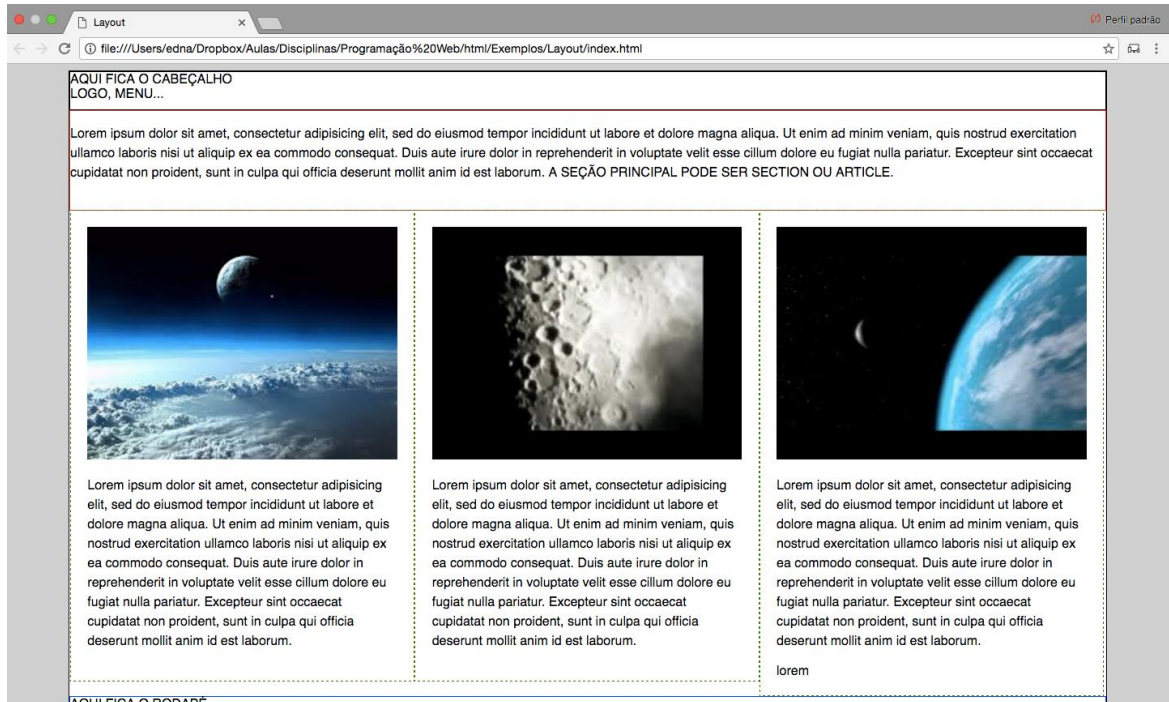 Layout
Perfil padrão
file:///Users/edna/Dropbox/Aulas/Disciplinas/Programação%20Web/html/Exemplos/Layout/index.html
AQUI FICA O CABEÇALHO
LOGO, MENU...
Lorem ipsum dolor sit amet, consectetur adipisicing elit, sed do eiusmod tempor incididunt ut labore et dolore magna aliqua. Ut enim ad minim veniam, quis nostrud exercitation
ullamco laboris nisi ut aliquip ex ea commodo consequat. Duis aute irure dolor in reprehenderit in voluptate velit esse cillum dolore eu fugiat nulla pariatur. Excepteur sint occaecat
cupidatat non proident, sunt in culpa qui officia deserunt mollit anim id est laborum. A SEÇÃO PRINCIPAL PODE SER SECTION OU ARTICLE.
Lorem ipsum dolor sit amet, consectetur adipisicing
elit, sed do eiusmod tempor incididunt ut labore et
dolore magna aliqua. Ut enim ad minim veniam, quis
nostrud exercitation ullamco laboris nisi ut aliquip ex
ea commodo consequat. Duis aute irure dolor in
reprehenderit in voluptate velit esse cillum dolore eu
fugiat nulla pariatur. Excepteur sint occaecat
cupidatat non proident, sunt in culpa qui officia
deserunt mollit anim id est laborum.
Lorem ipsum dolor sit amet, consectetur adipisicing
elit, sed do eiusmod tempor incididunt ut labore et
dolore magna aliqua. Ut enim ad minim veniam, quis
nostrud exercitation ullamco laboris nisi ut aliquip ex
ea commodo consequat. Duis aute irure dolor in
reprehenderit in voluptate velit esse cillum dolore eu
fugiat nulla pariatur. Excepteur sint occaecat
cupidatat non proident, sunt in culpa qui officia
deserunt mollit anim id est laborum.
Lorem ipsum dolor sit amet, consectetur adipisicing
elit, sed do eiusmod tempor incididunt ut labore et
dolore magna aliqua. Ut enim ad minim veniam, quis
nostrud exercitation ullamco laboris nisi ut aliquip ex
ea commodo consequat. Duis aute irure dolor in
reprehenderit in voluptate velit esse cillum dolore eu
fugiat nulla pariatur. Excepteur sint occaecat
cupidatat non proident, sunt in culpa qui officia
deserunt mollit anim id est laborum.
lorem
AQUI FICA O RODAPÉ